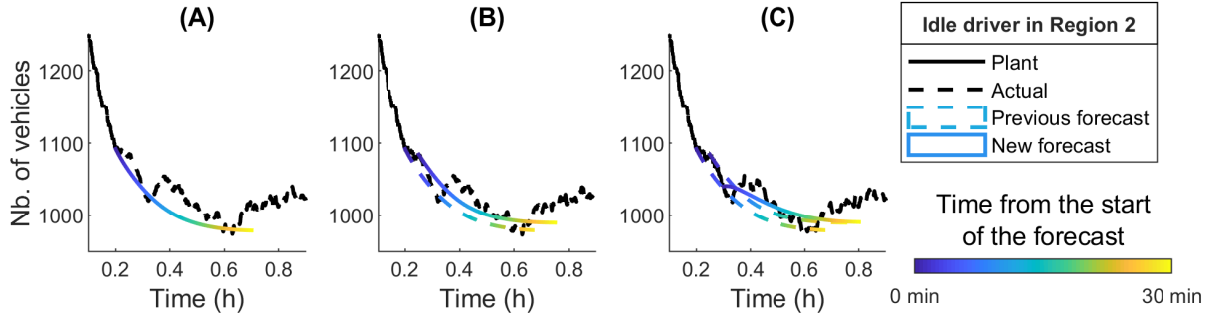 (A)
(B)
(C)
Nb. of vehicles
1200
1100
1000
0.2
0.4
0.6
0.8
Time (h)
1200
1100
1000
0.2
0.4
0.6
0.8
Time (h)
1200
1100
1000
0.2
0.4
0.6
0.8
Time (h)
Idle driver in Region 2
Plant
Actual
Previous forecast
New forecast
Time from the start
of the forecast
0 min
30 min